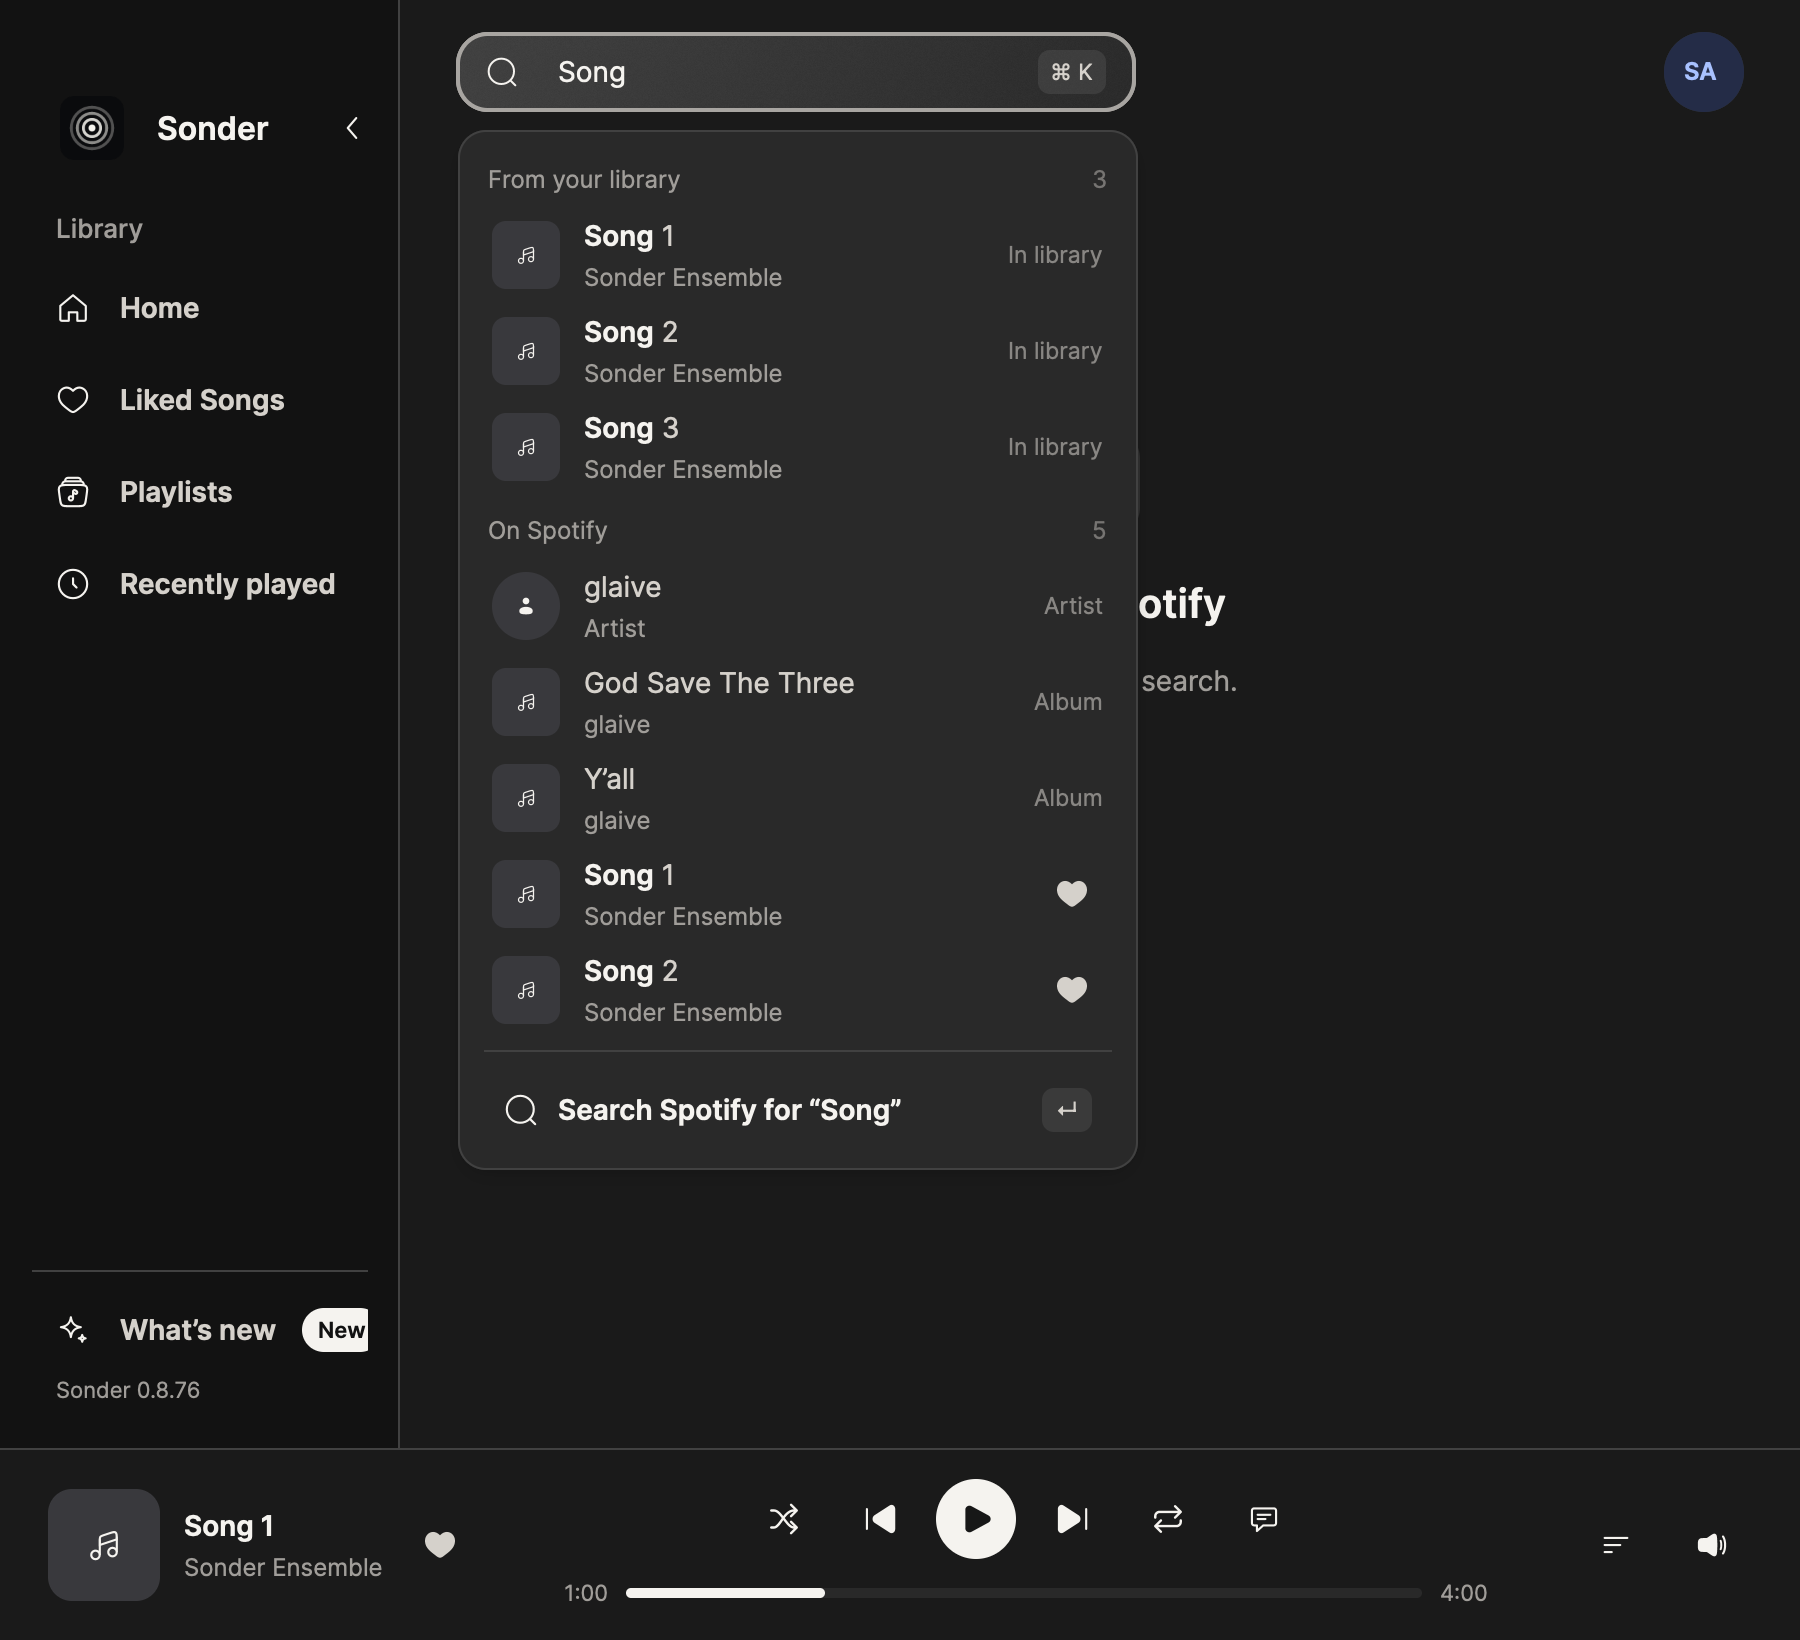 Song
⌘ K
SA
Sonder
Library
Home
Liked Songs
Playlists
Recently played
From your library
3
Song 1
Sonder Ensemble
In library
Song 2
Sonder Ensemble
In library
Song 3
Sonder Ensemble
In library
On Spotify
5
glaive
Artist
Artist
God Save The Three
glaive
Album
Y’all
glaive
Album
Song 1
Sonder Ensemble
Song 2
Sonder Ensemble
Search Spotify for “Song”
otify
search.
What’s new
New
Sonder 0.8.76
Song 1
Sonder Ensemble
1:00
4:00